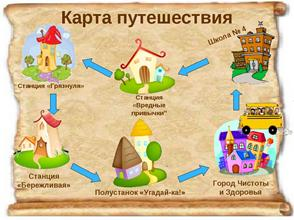 Карта путешествия
Школа № 4
Станция «Грязнуля»
Станция
«Вредные
привычки"
Станция
«Бережливая»
Полустанок «Угадай-ка!»
Город Чистоты
и Здоровья